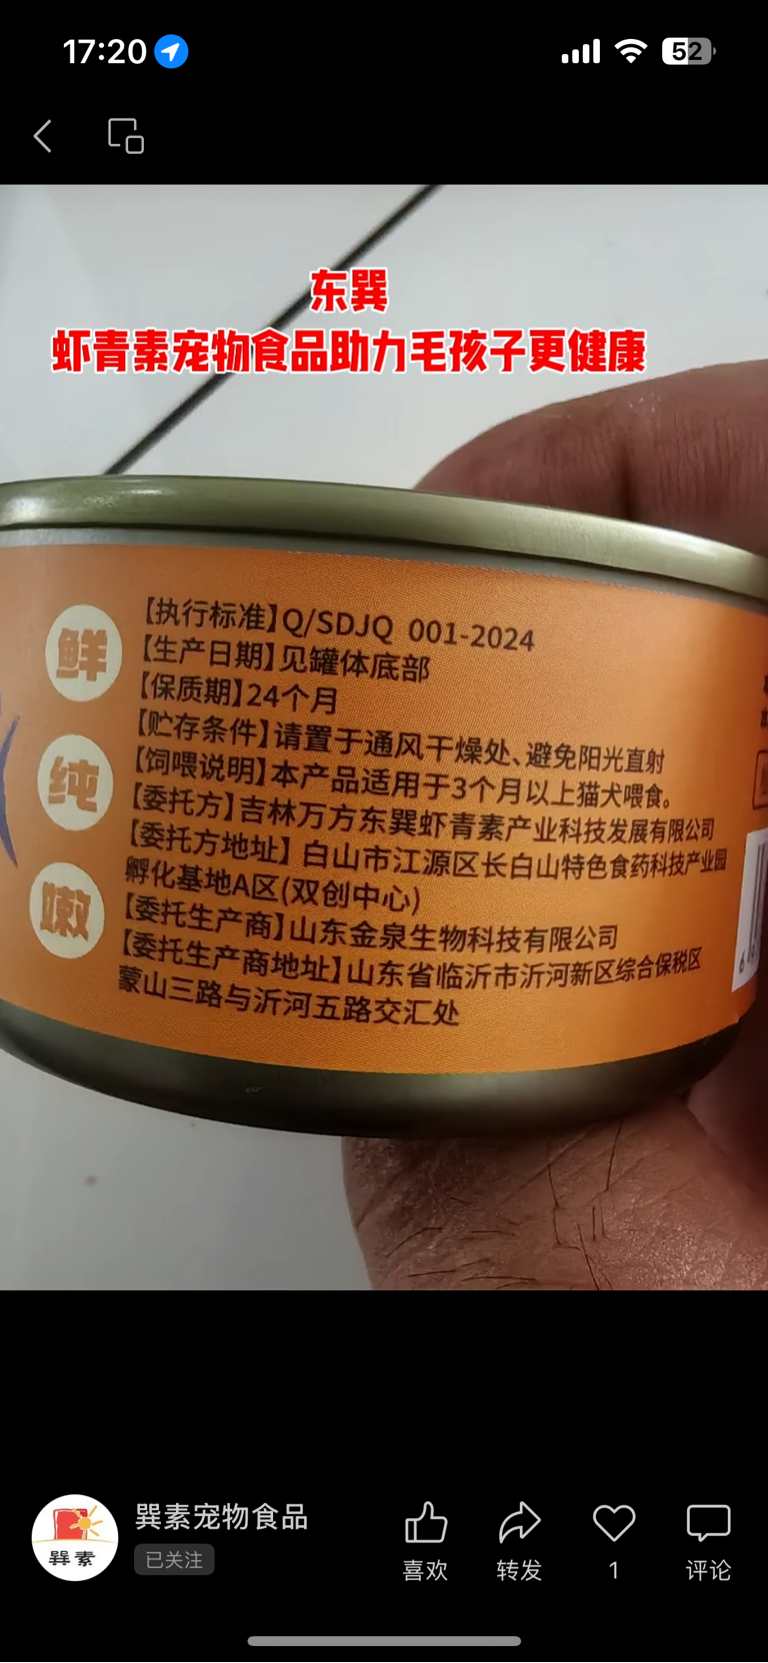 17:20
52
东巽
虾青素宠物食品助力毛孩子更健康
鲜
纯
嫩
【执行标准】Q/SDJQ 001-2024
【生产日期】见罐体底部
【保质期】24个月
【贮存条件】请置于通风干燥处、避免阳光直射
【饲喂说明】本产品适用于3个月以上猫犬喂食。
【委托方】吉林万方东巽虾青素产业科技发展有限公司
【委托方地址】白山市江源区长白山特色食药科技产业园
孵化基地A区(双创中心)
【委托生产商】山东金泉生物科技有限公司
【委托生产商地址】山东省临沂市沂河新区综合保税区
蒙山三路与沂河五路交汇处
6
巽素
巽素宠物食品
已关注
喜欢
转发
1
评论